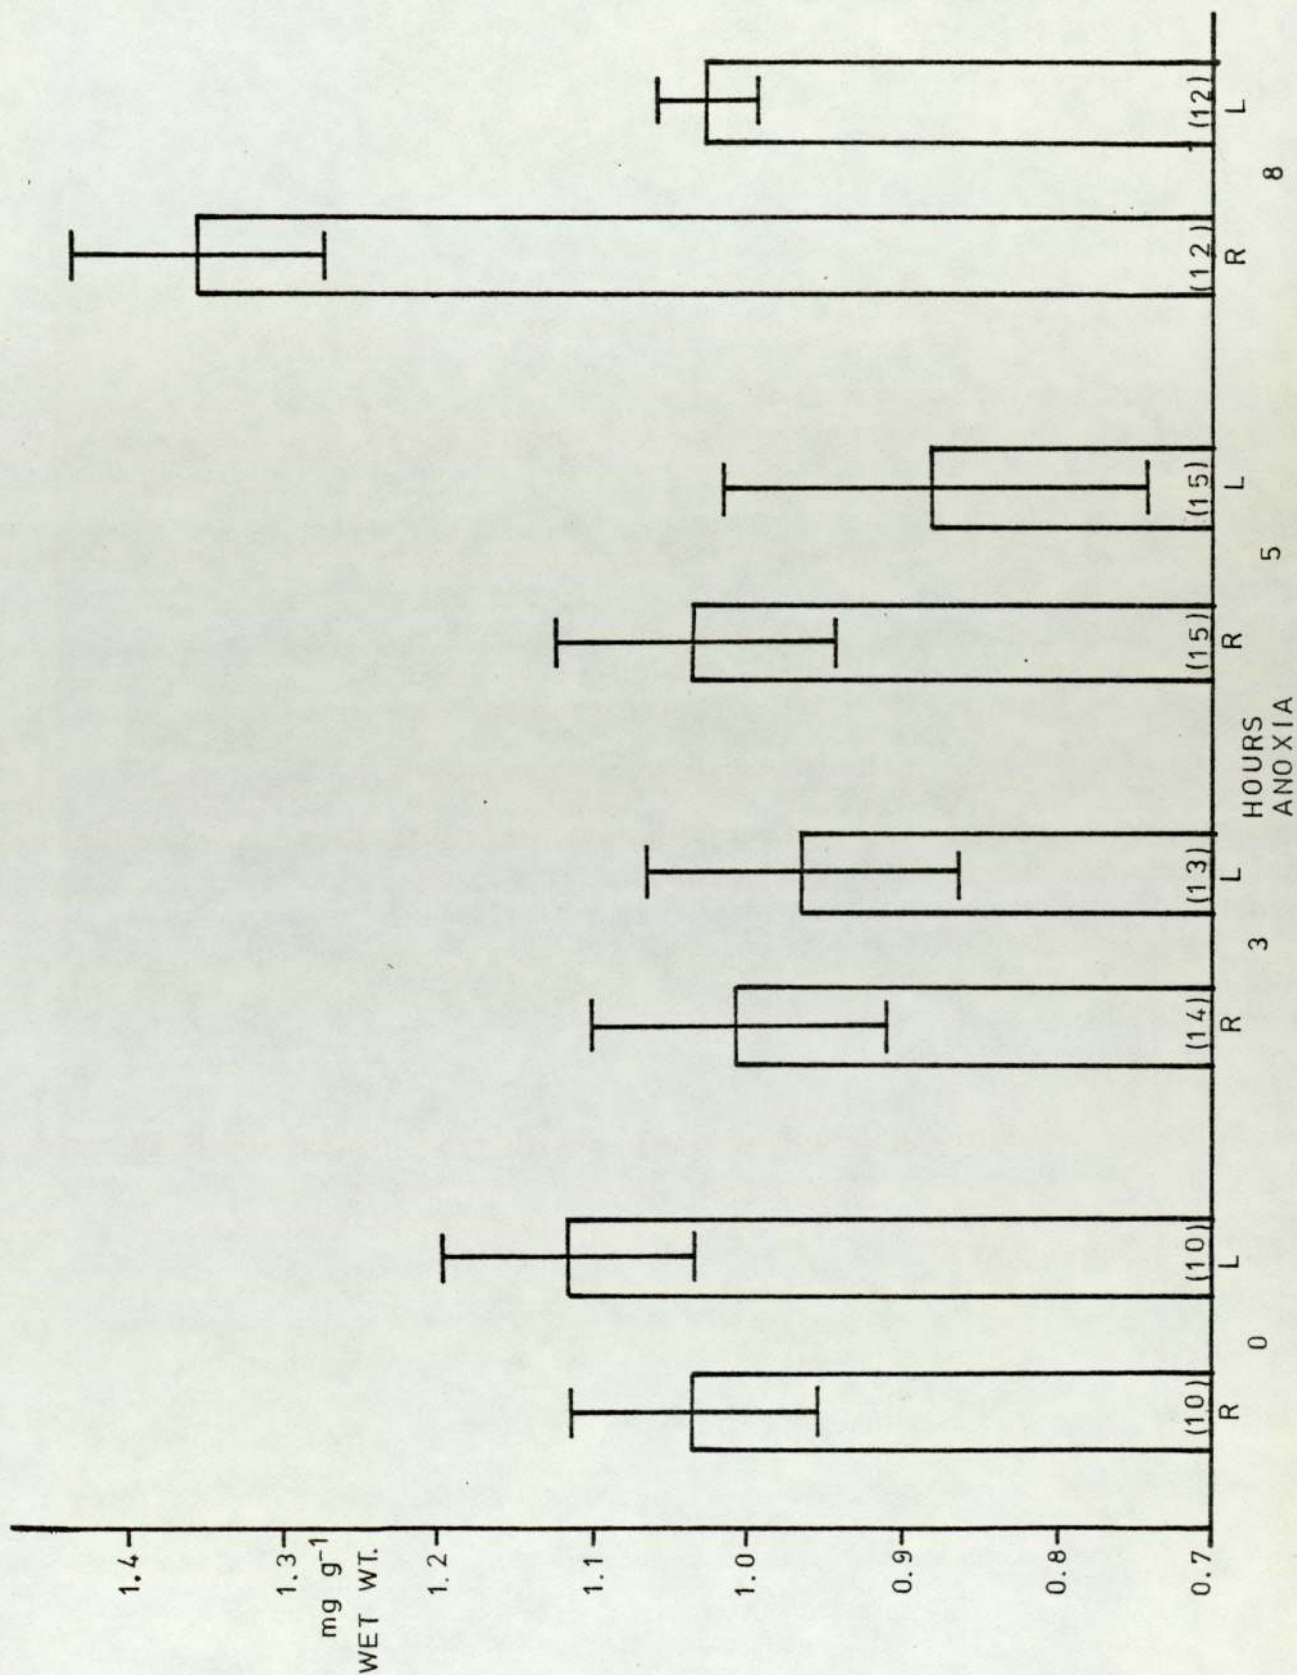 1.4
1.3
mg g⁻¹
WET WT.
1.2
1.1
1.0
0.9
0.8
0.7
(10) (10) (14) (13) (15) (15) (12) (12)
R L R L R L R L
0 3 5 8
HOURS
ANOXIA